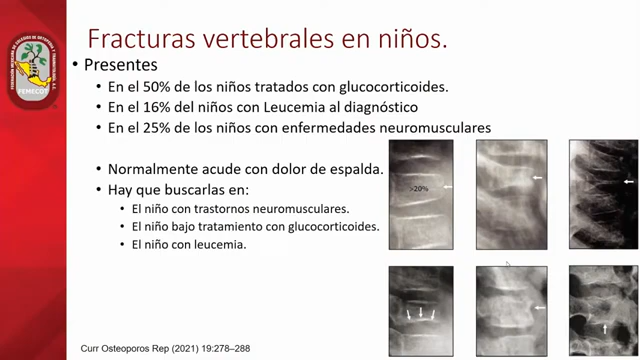 Fracturas vertebrales en niños.
• Presentes
• En el 50% de los niños tratados con glucocorticoides.
• En el 16% del niños con Leucemia al diagnóstico
• En el 25% de los niños con enfermedades neuromusculares
• Normalmente acude con dolor de espalda.
• Hay que buscarlas en:
• El niño con trastornos neuromusculares.
• El niño bajo tratamiento con glucocorticoides.
• El niño con leucemia.
>20%
Curr Osteoporos Rep (2021) 19:278–288
FEMECOT